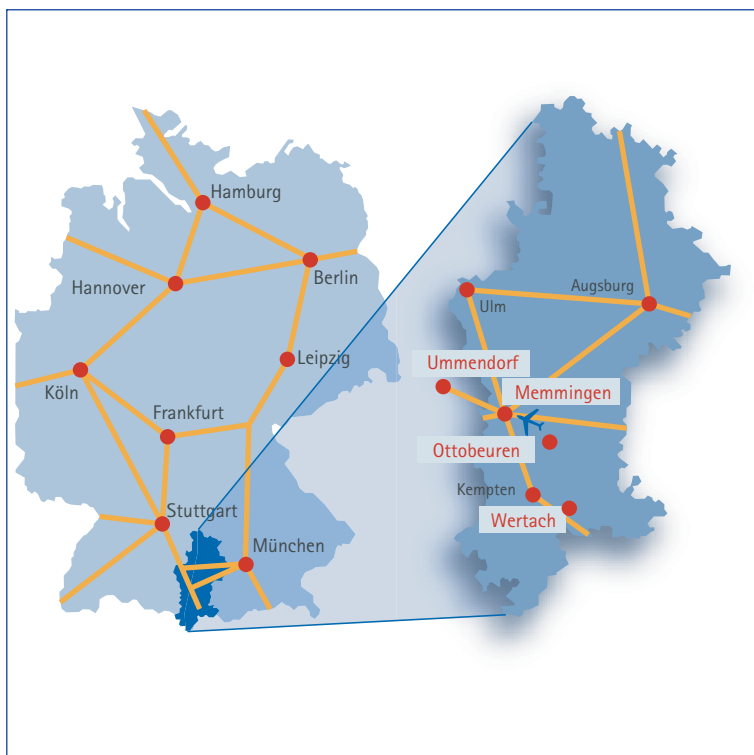 Hamburg
Hannover
Berlin
Leipzig
Köln
Frankfurt
Stuttgart
München
Augsburg
Ulm
Ummendorf
Memmingen
Ottobeuren
Kempten
Wertach